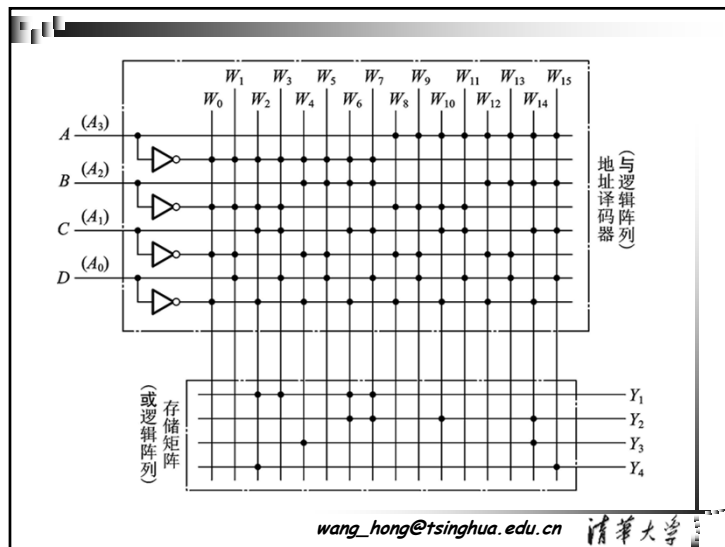 W₁ W₃ W₅ W₇ W₉ W₁₁ W₁₃ W₁₅
W₀ W₂ W₄ W₆ W₈ W₁₀ W₁₂ W₁₄
A (A₃)
B (A₂)
C (A₁)
D (A₀)
地址译码器
(与逻辑阵列)
存储矩阵
(或逻辑阵列)
Y₁
Y₂
Y₃
Y₄
wang_hong@tsinghua.edu.cn
清華大学